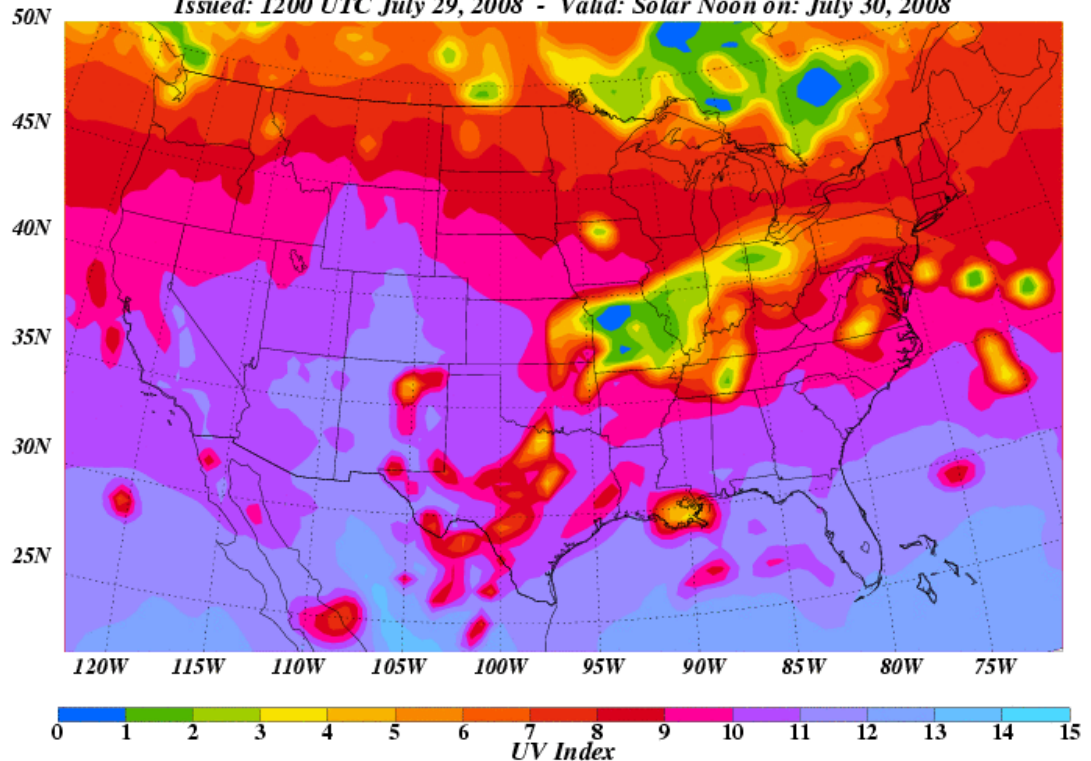 Issued: 1200 UTC July 29, 2008 - Valid: Solar Noon on: July 30, 2008
50N
45N
40N
35N
30N
25N
120W 115W 110W 105W 100W 95W 90W 85W 80W 75W
0 1 2 3 4 5 6 7 8 9 10 11 12 13 14 15
UV Index